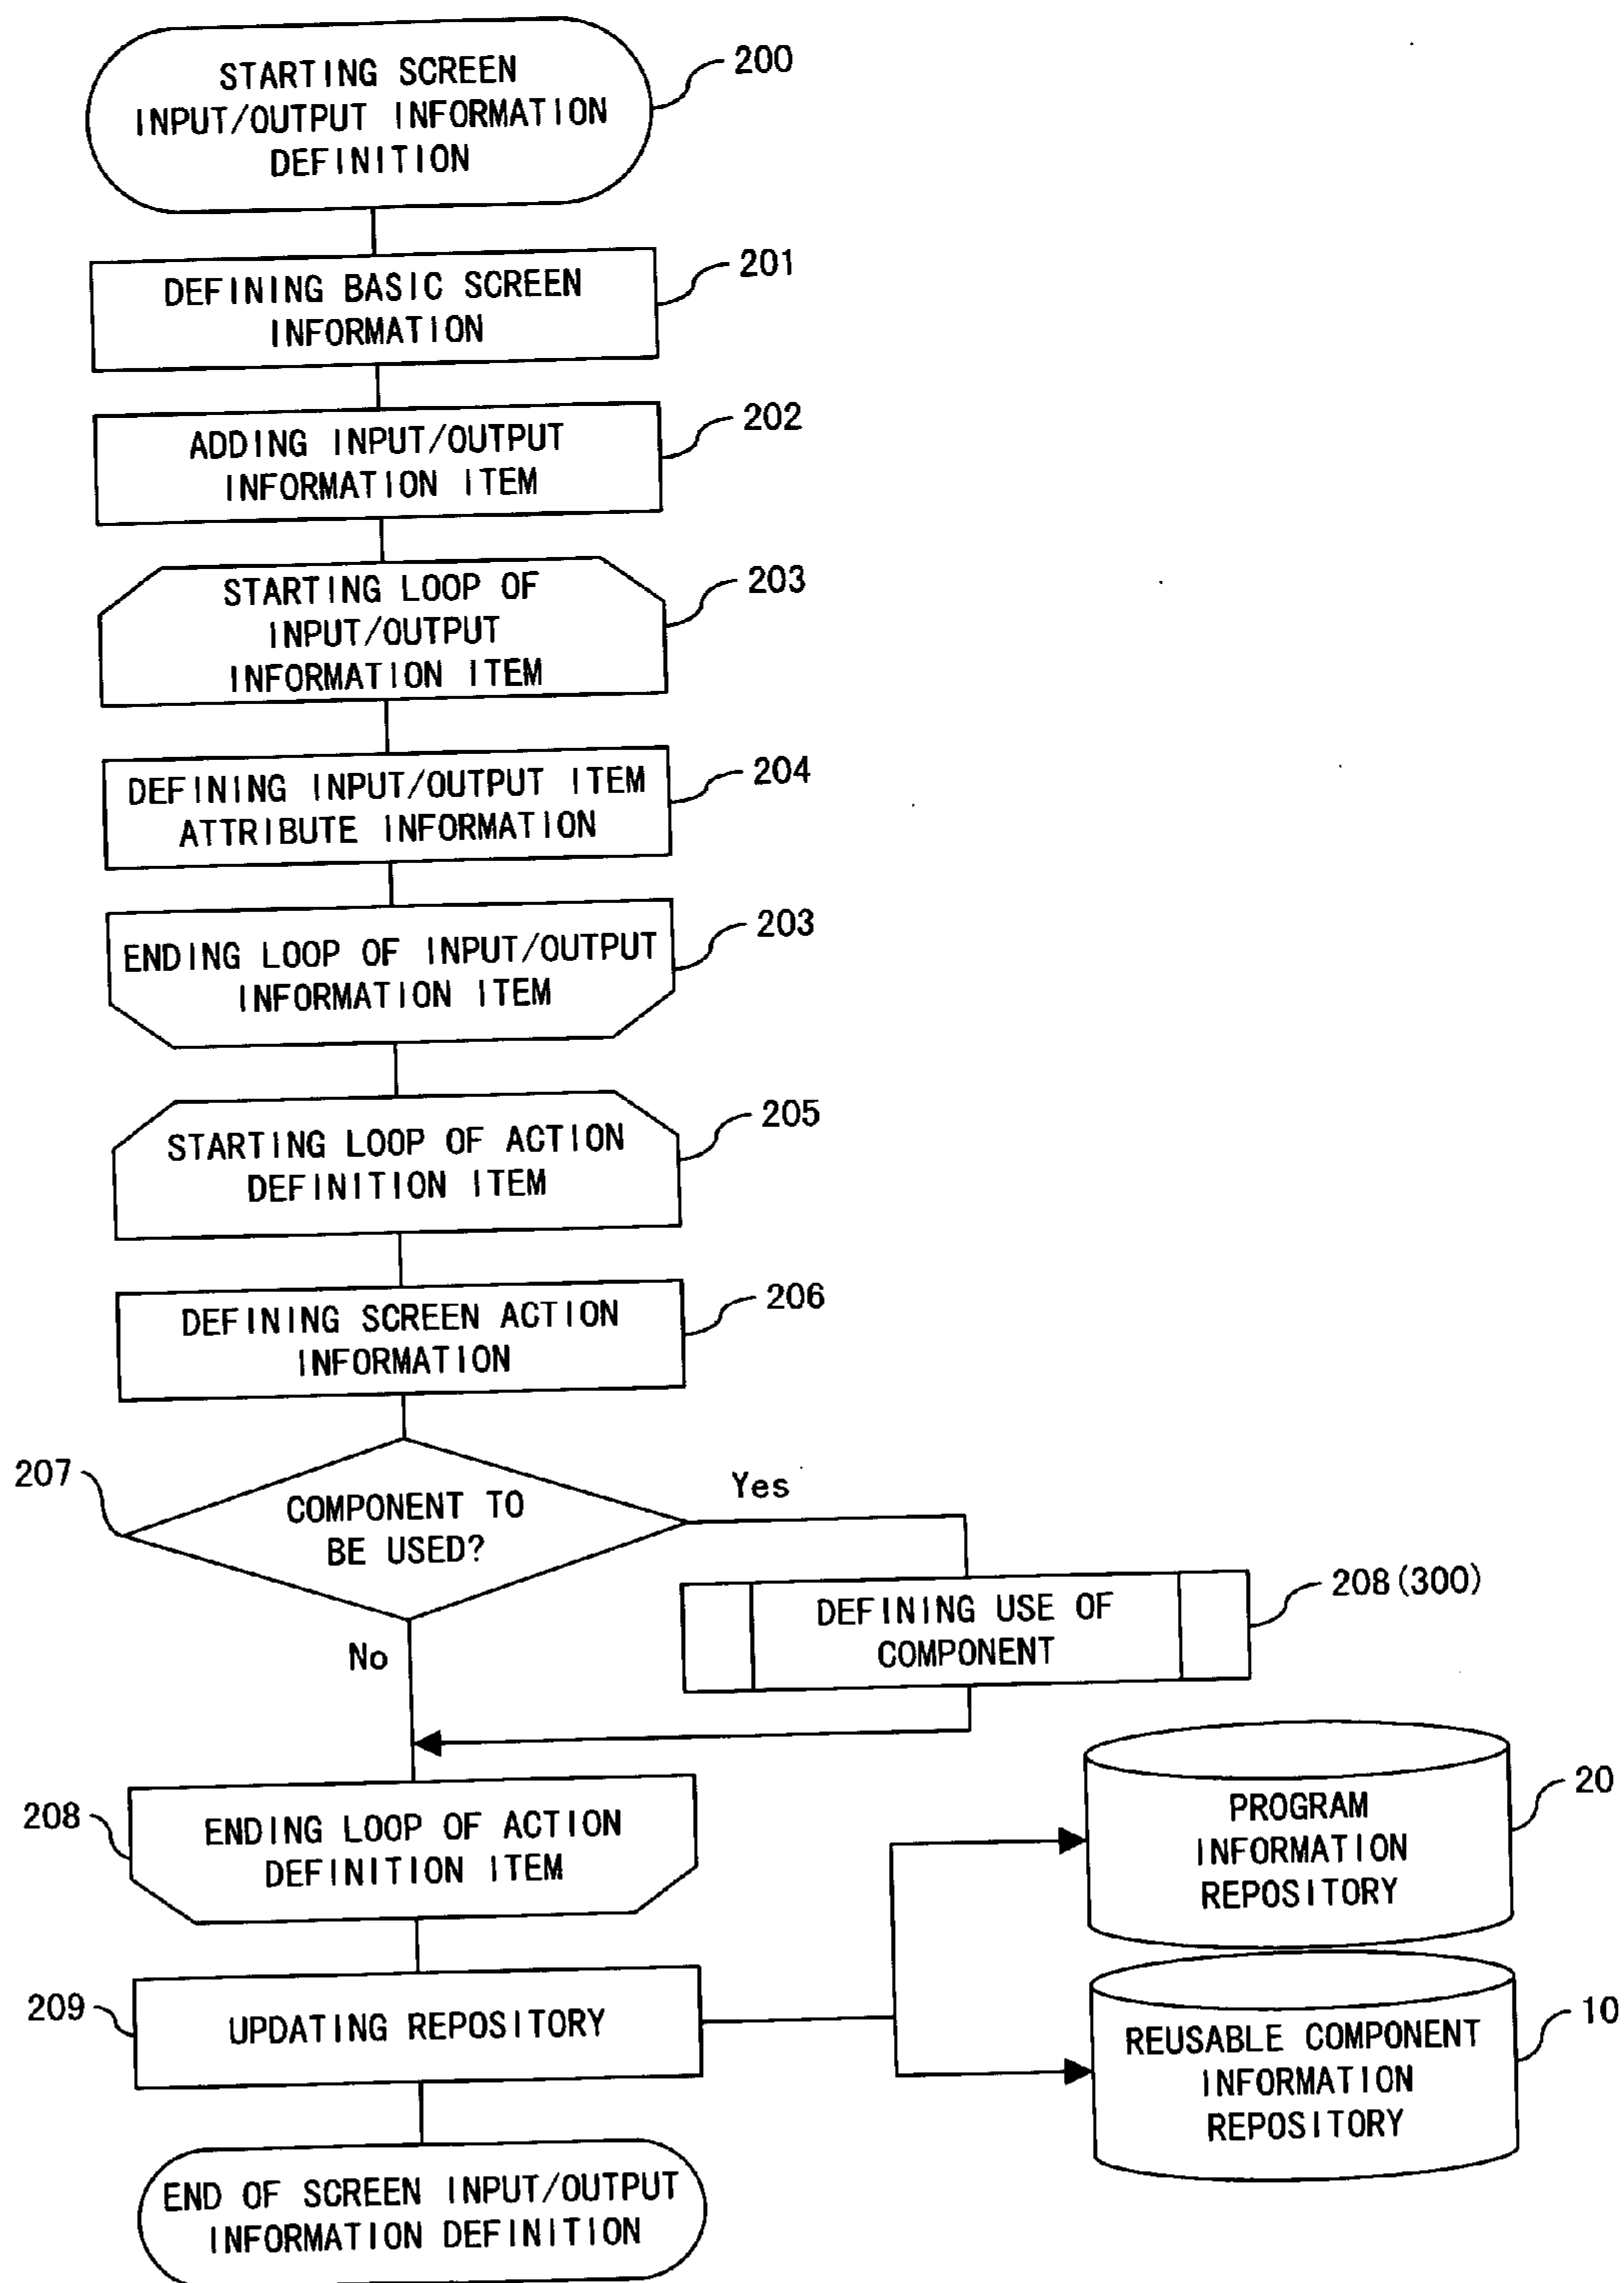 STARTING SCREEN
INPUT/OUTPUT INFORMATION
DEFINITION
200
DEFINING BASIC SCREEN
INFORMATION
201
ADDING INPUT/OUTPUT
INFORMATION ITEM
202
STARTING LOOP OF
INPUT/OUTPUT
INFORMATION ITEM
203
DEFINING INPUT/OUTPUT ITEM
ATTRIBUTE INFORMATION
204
ENDING LOOP OF INPUT/OUTPUT
INFORMATION ITEM
203
STARTING LOOP OF ACTION
DEFINITION ITEM
205
DEFINING SCREEN ACTION
INFORMATION
206
207
COMPONENT TO
BE USED?
Yes
No
DEFINING USE OF
COMPONENT
208(300)
208
ENDING LOOP OF ACTION
DEFINITION ITEM
PROGRAM
INFORMATION
REPOSITORY
20
209
UPDATING REPOSITORY
REUSABLE COMPONENT
INFORMATION
REPOSITORY
10
END OF SCREEN INPUT/OUTPUT
INFORMATION DEFINITION